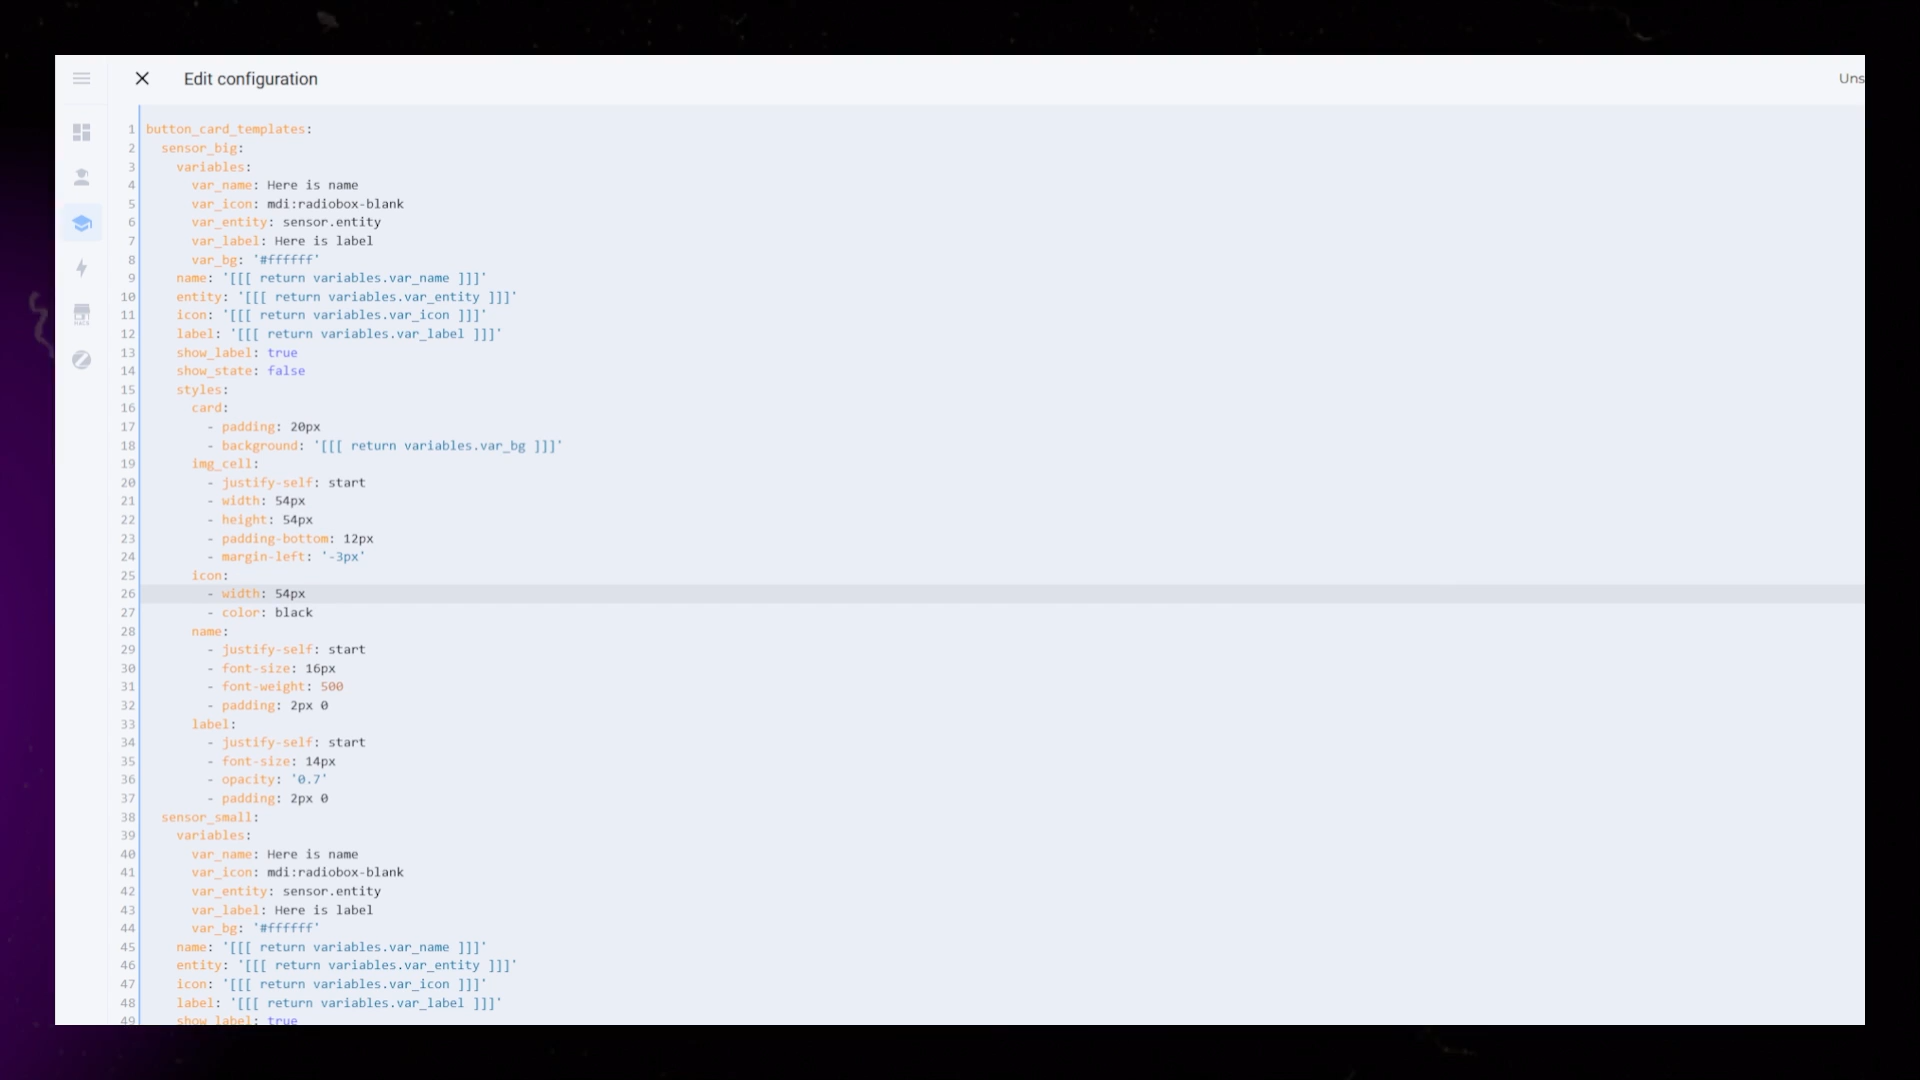 Edit configuration
Uns
1 button_card_templates:
2 sensor_big:
3 variables:
4 var_name: Here is name
5 var_icon: mdi:radiobox-blank
6 var_entity: sensor.entity
7 var_label: Here is label
8 var_bg: '#ffffff'
9 name: '[[[ return variables.var_name ]]]'
10 entity: '[[[ return variables.var_entity ]]]'
11 icon: '[[[ return variables.var_icon ]]]'
12 label: '[[[ return variables.var_label ]]]'
13 show_label: true
14 show_state: false
15 styles:
16 card:
17 - padding: 20px
18 - background: '[[[ return variables.var_bg ]]]'
19 img_cell:
20 - justify-self: start
21 - width: 54px
22 - height: 54px
23 - padding-bottom: 12px
24 - margin-left: '-3px'
25 icon:
26 - width: 54px
27 - color: black
28 name:
29 - justify-self: start
30 - font-size: 16px
31 - font-weight: 500
32 - padding: 2px 0
33 label:
34 - justify-self: start
35 - font-size: 14px
36 - opacity: '0.7'
37 - padding: 2px 0
38 sensor_small:
39 variables:
40 var_name: Here is name
41 var_icon: mdi:radiobox-blank
42 var_entity: sensor.entity
43 var_label: Here is label
44 var_bg: '#ffffff'
45 name: '[[[ return variables.var_name ]]]'
46 entity: '[[[ return variables.var_entity ]]]'
47 icon: '[[[ return variables.var_icon ]]]'
48 label: '[[[ return variables.var_label ]]]'
49 show_label: true
HACS